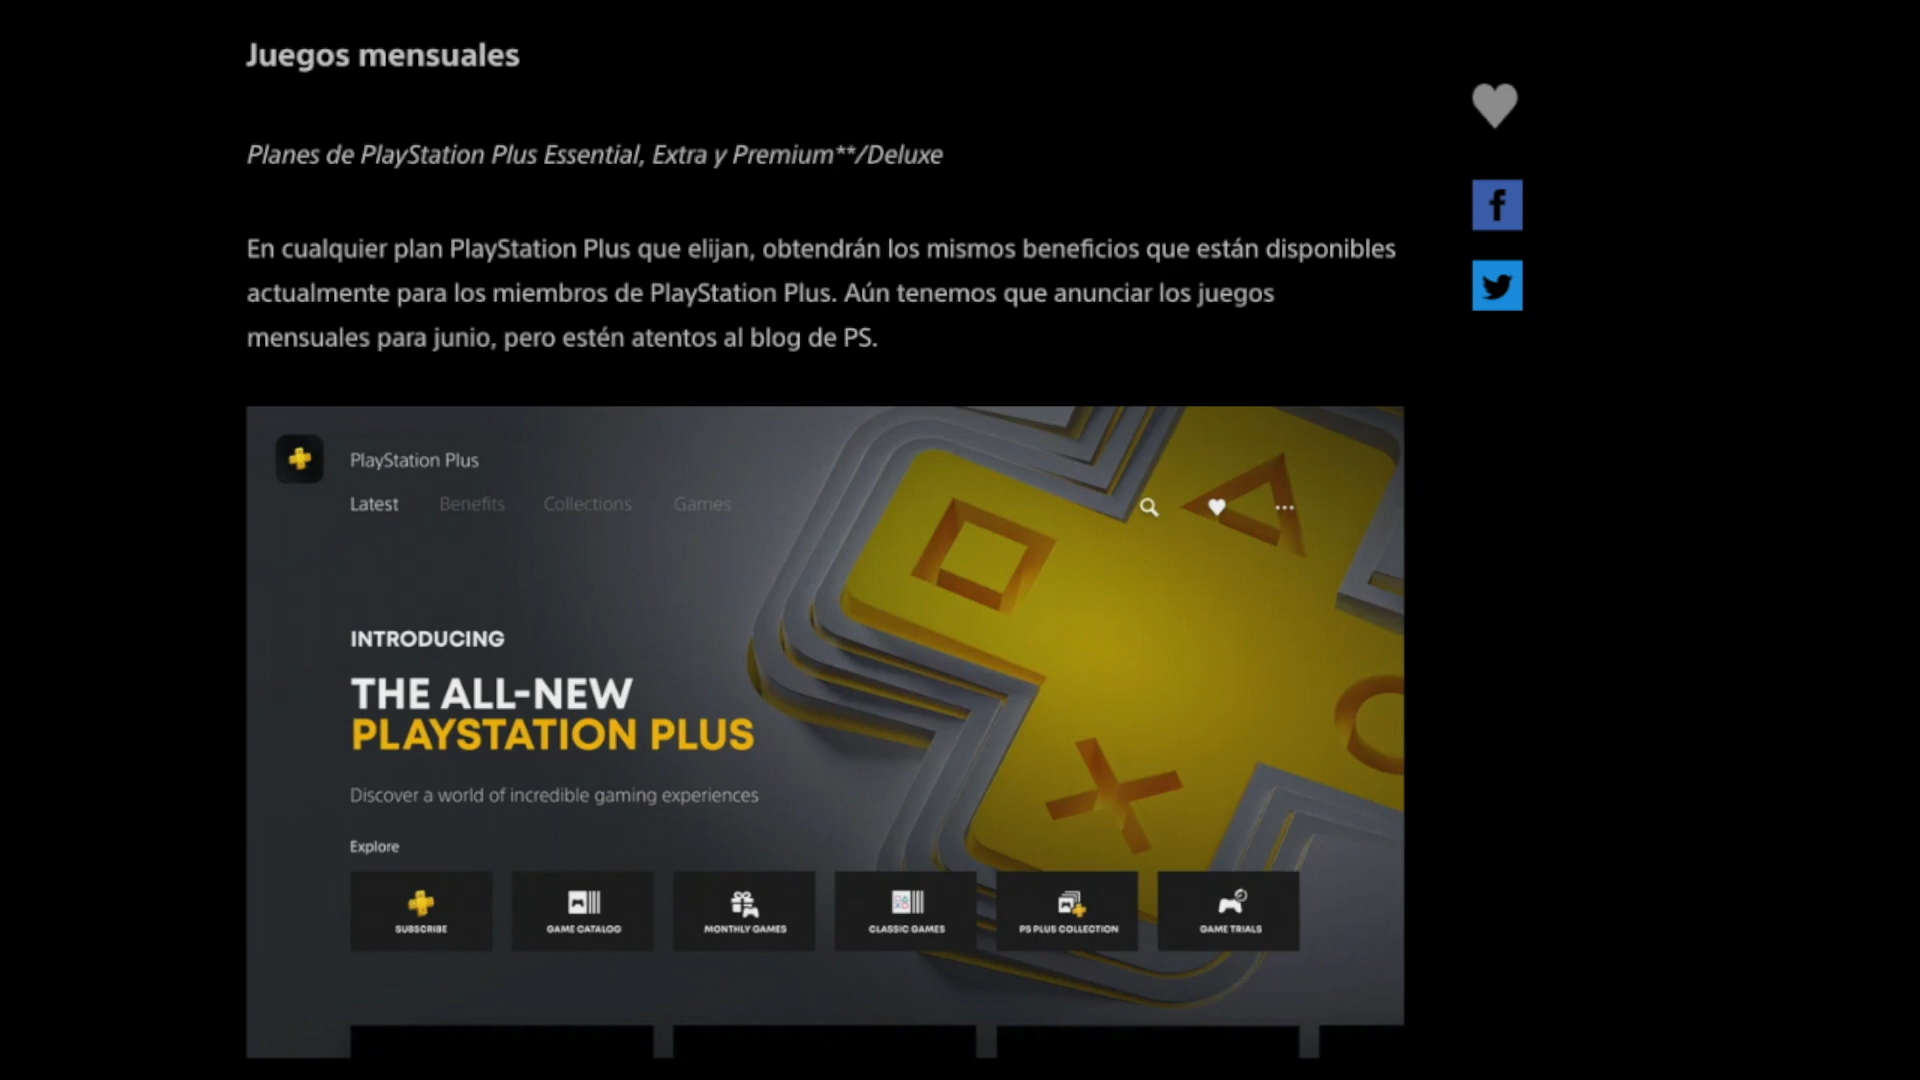 Juegos mensuales
Planes de PlayStation Plus Essential, Extra y Premium**/Deluxe
En cualquier plan PlayStation Plus que elijan, obtendrán los mismos beneficios que están disponibles
actualmente para los miembros de PlayStation Plus. Aún tenemos que anunciar los juegos
mensuales para junio, pero estén atentos al blog de PS.
PlayStation Plus
Latest Benefits Collections Games
INTRODUCING
THE ALL-NEW
PLAYSTATION PLUS
Discover a world of incredible gaming experiences
Explore
SUBSCRIBE GAME CATALOG MONTHLY GAMES CLASSIC GAMES PS PLUS COLLECTION GAME TRIALS